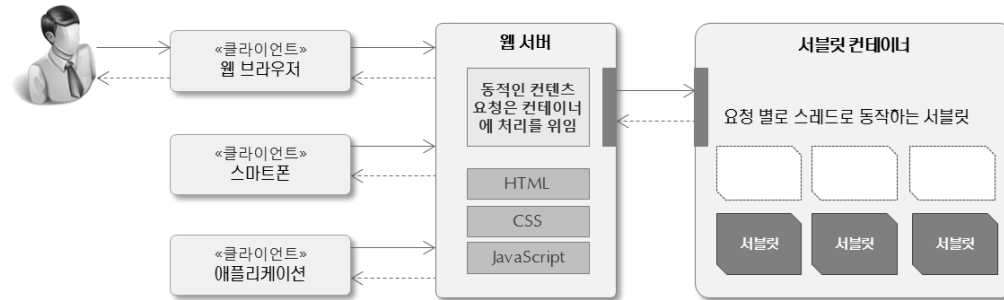 «클라이언트»
웹 브라우저
«클라이언트»
스마트폰
«클라이언트»
애플리케이션
웹 서버
동적인 컨텐츠
요청은 컨테이너
에 처리를 위임
HTML
CSS
JavaScript
서블릿 컨테이너
요청 별로 스레드로 동작하는 서블릿
서블릿
서블릿
서블릿